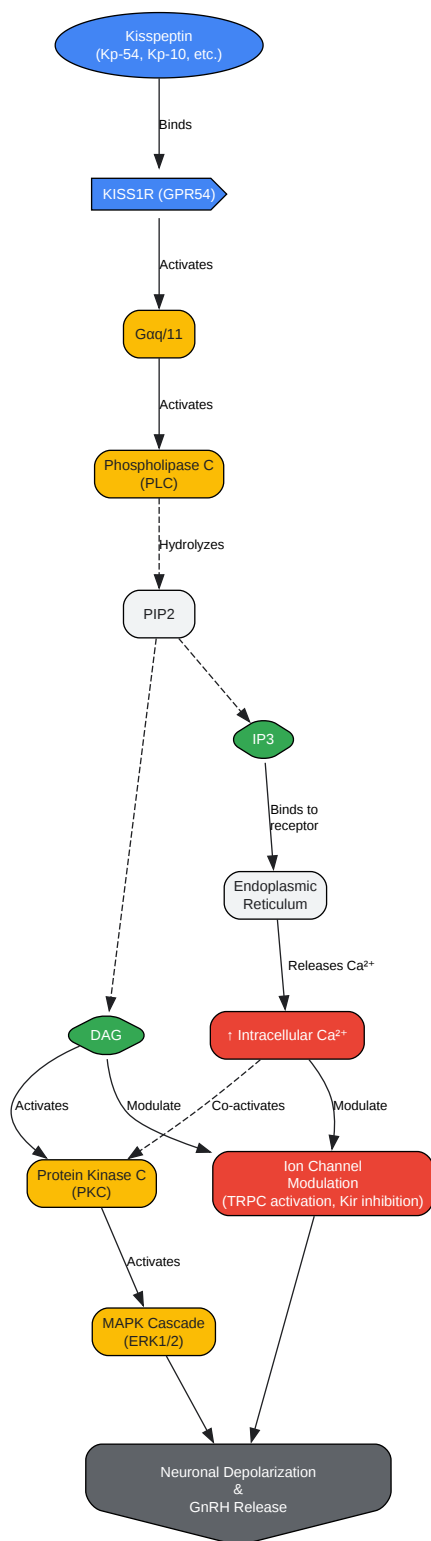 Kisspeptin
(Kp-54, Kp-10, etc.)
Binds
KISS1R (GPR54)
Activates
Gαq/11
Activates
Phospholipase C
(PLC)
Hydrolyzes
PIP2
IP3
Binds to
receptor
Endoplasmic
Reticulum
Releases Ca²⁺
DAG
↑ Intracellular Ca²⁺
Activates
Modulate
Co-activates
Modulate
Protein Kinase C
(PKC)
Ion Channel
Modulation
(TRPC activation, Kir inhibition)
Activates
MAPK Cascade
(ERK1/2)
Neuronal Depolarization
&
GnRH Release